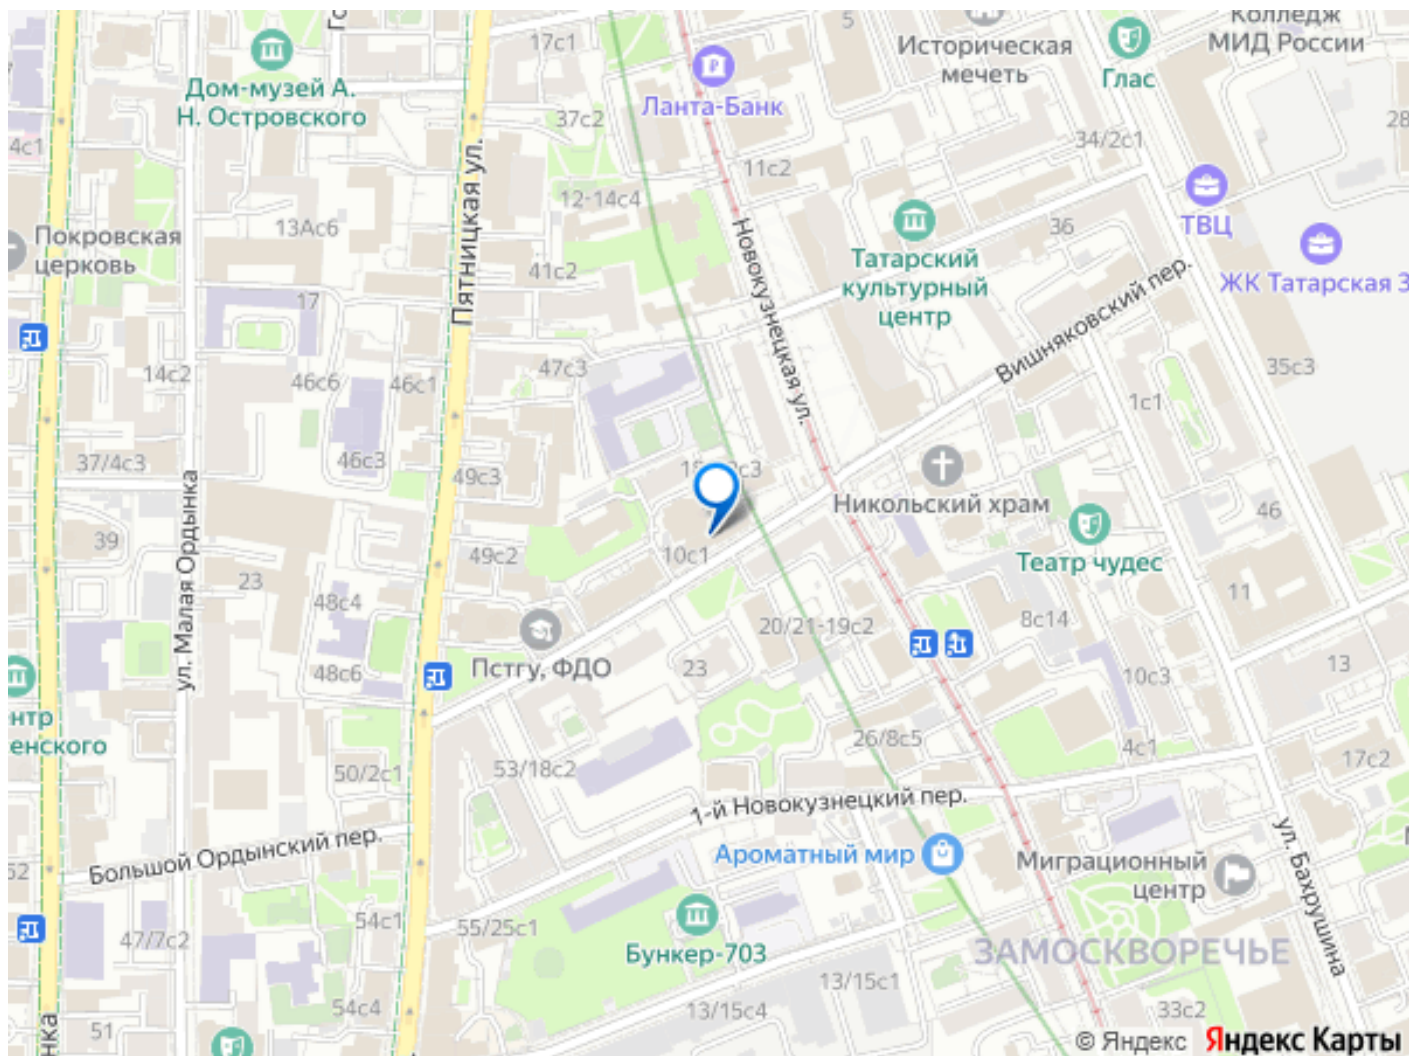 17с1
5
Колледж
МИД России
Историческая
мечеть
Глас
Дом-музей А.
Н. Островского
Ланта-Банк
4с1
37с2
28
34/2с1
11с2
12-14с4
Пятницкая ул.
13Ас6
Покровская
церковь
36
ТВЦ
Новокузнецкая ул.
Татарский
культурный
центр
ЖК Татарская 3
41с2
17
Вишняковский пер.
47с3
35с3
14с2
46с6
46с1
1с1
37/4с3
46с3
49с3
Никольский храм
46
ул. Малая Ордынка
39
49с2
10с1
Театр чудес
23
11
48с4
20/21-19с2
8с14
Пстгу, ФДО
48с6
23
13
10с3
енского
26/8с5
4с1
50/2с1
53/18с2
17с2
1-й Новокузнецкий пер.
Большой Ордынский пер.
Ароматный мир
Миграционный
центр
ул. Бахрушина
54с1
55/25с1
47/7с2
Бункер-703
ЗАМОСКВОРЕЧЬЕ
13/15с1
54с4
13/15с4
33с2
51
нка
© Яндекс Яндекс Карты